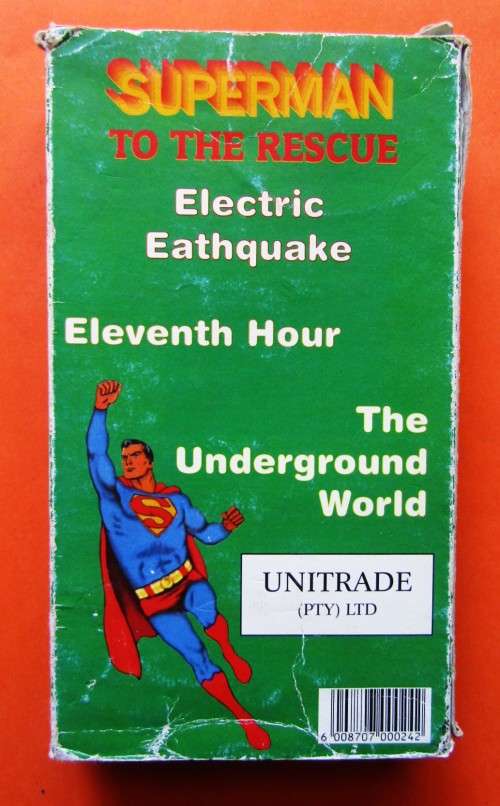 SUPERMAN
TO THE RESCUE
Electric
Eathquake
Eleventh Hour
The
Underground
World
S
UNITRADE
(PTY) LTD
6 008707 000242